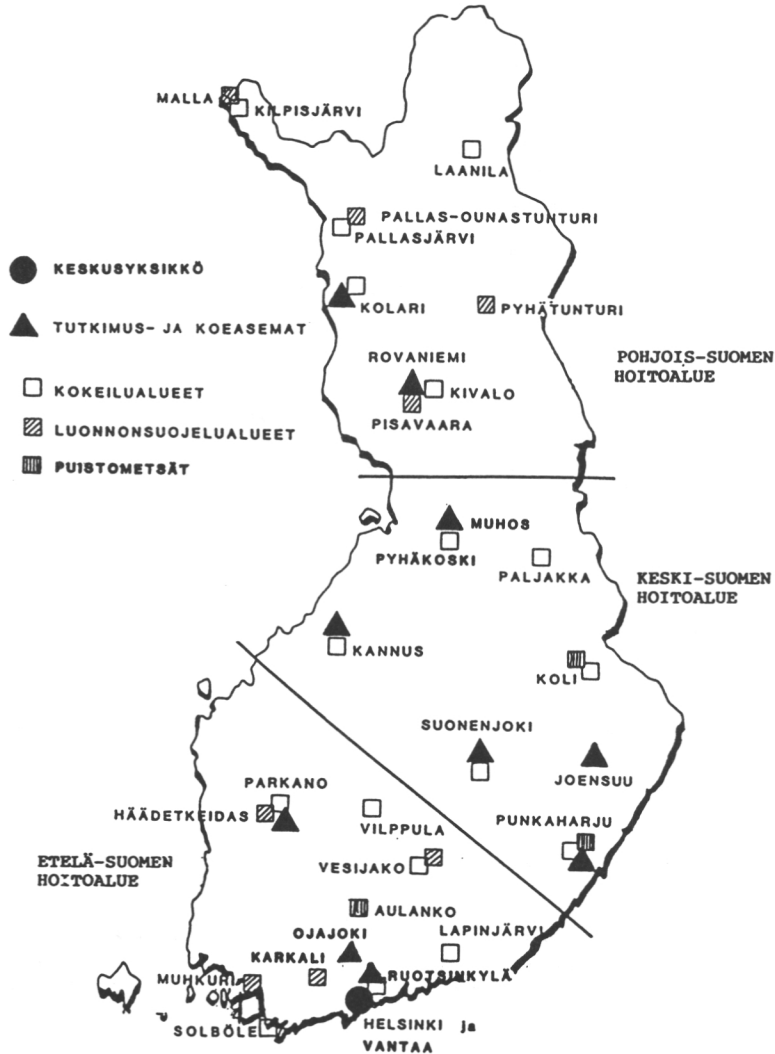 MALLA
KILPISJÄRVI
LAANILA
PALLAS-OUNASTUNTURI
PALLASJÄRVI
KESKUSYKSIKKÖ
TUTKIMUS- JA KOEASEMAT
KOKEILUALUEET
LUONNONSUOJELUALUEET
PUISTOMETSÄT
KOLARI
PYHÄTUNTURI
ROVANIEMI
KIVALO
PISAVAARA
POHJOIS-SUOMEN
HOITOALUE
MUHOS
PYHÄKOSKI
PALJAKKA
KESKI-SUOMEN
HOITOALUE
KANNUS
KOLI
SUONENJOKI
JOENSUU
PARKANO
HÄÄDETKEIDAS
VILPPULA
PUNKAHARJU
ETELÄ-SUOMEN
HOITOALUE
VESIJAKO
AULANKO
OJAJOKI
LAPINJÄRVI
KARKALI
MUHKURI
RUOTSINKYLÄ
SOLBÖLE
HELSINKI ja
VANTAA